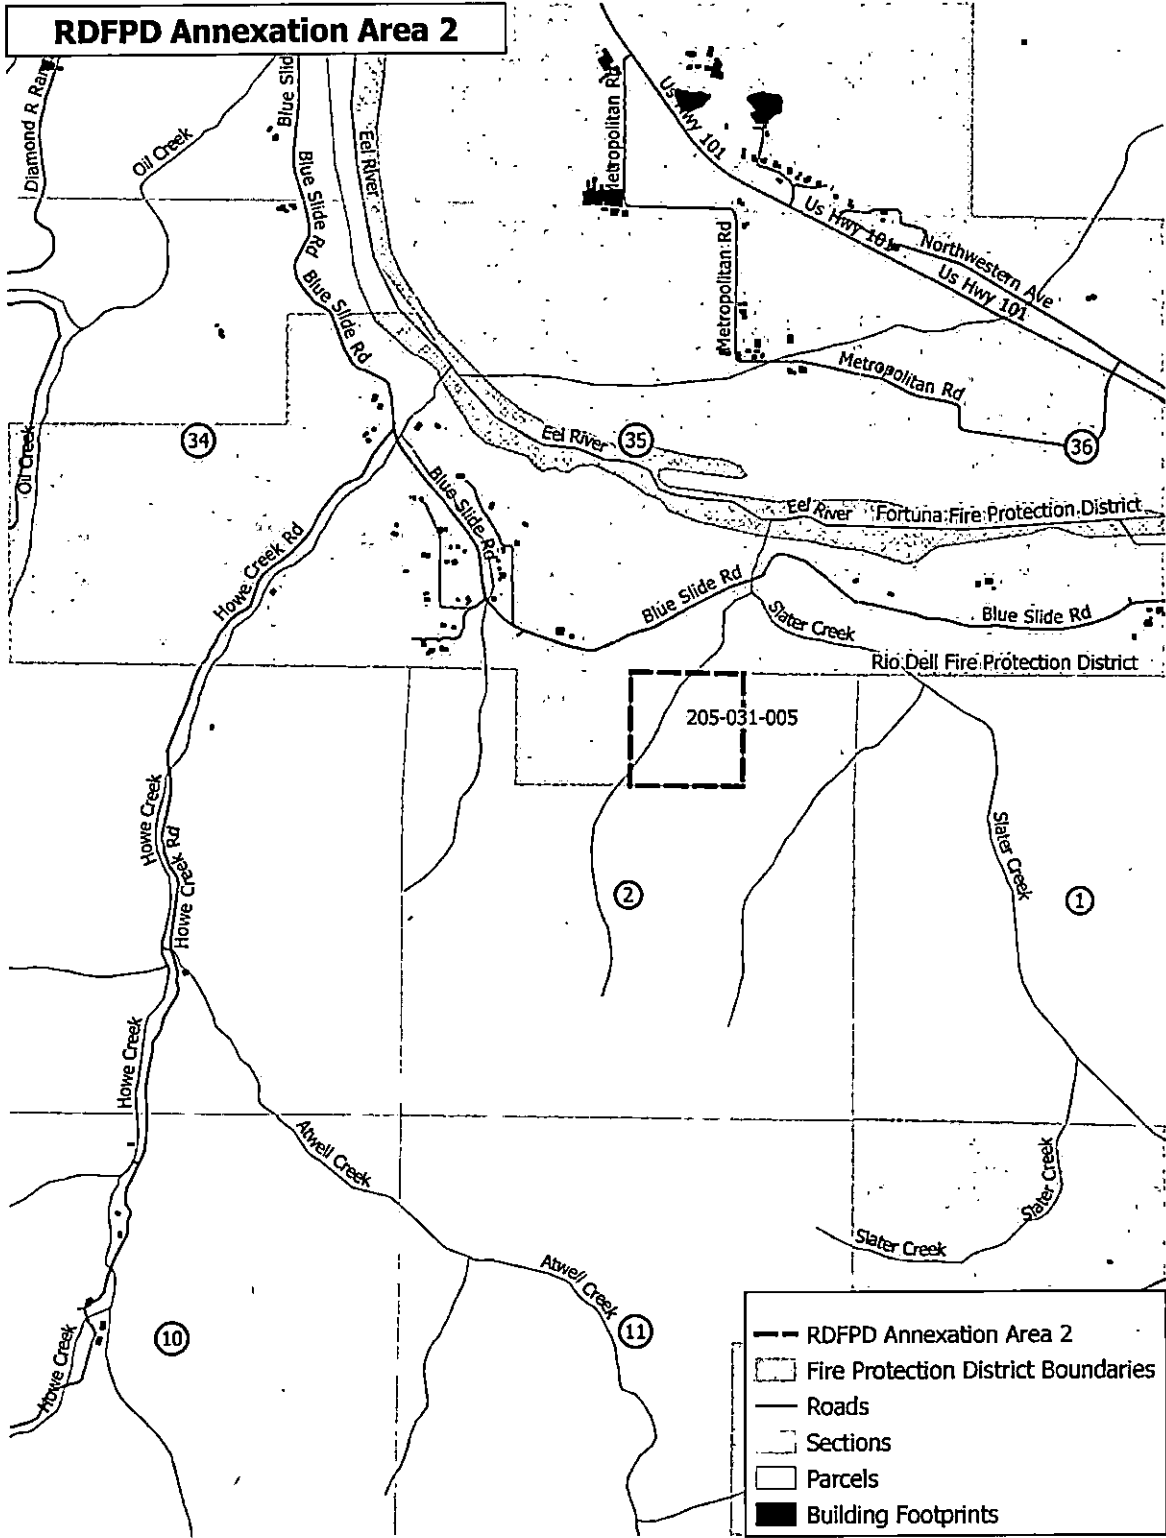 RDFPD Annexation Area 2
Diamond R Ran
Oil Creek
Blue Slid
Blue Slide Rd
Blue Slide Rd
Eel River
Metropolitan Rd
Us Hwy 101
Metropolitan Rd
Us Hwy 101
Northwestern Ave
Us Hwy 101
Metropolitan Rd
Oil Creek
34
Eel River
35
36
Blue Slide Rd
Eel River
Fortuna Fire Protection District
Howe Creek Rd
Blue Slide Rd
Slater Creek
Blue Slide Rd
Rio Dell Fire Protection District
205-031-005
Howe Creek
Howe Creek Rd
Slater Creek
2
1
Howe Creek
Atwell Creek
Slater Creek
Slater Creek
Atwell Creek
10
11
Howe Creek
RDFPD Annexation Area 2
Fire Protection District Boundaries
Roads
Sections
Parcels
Building Footprints